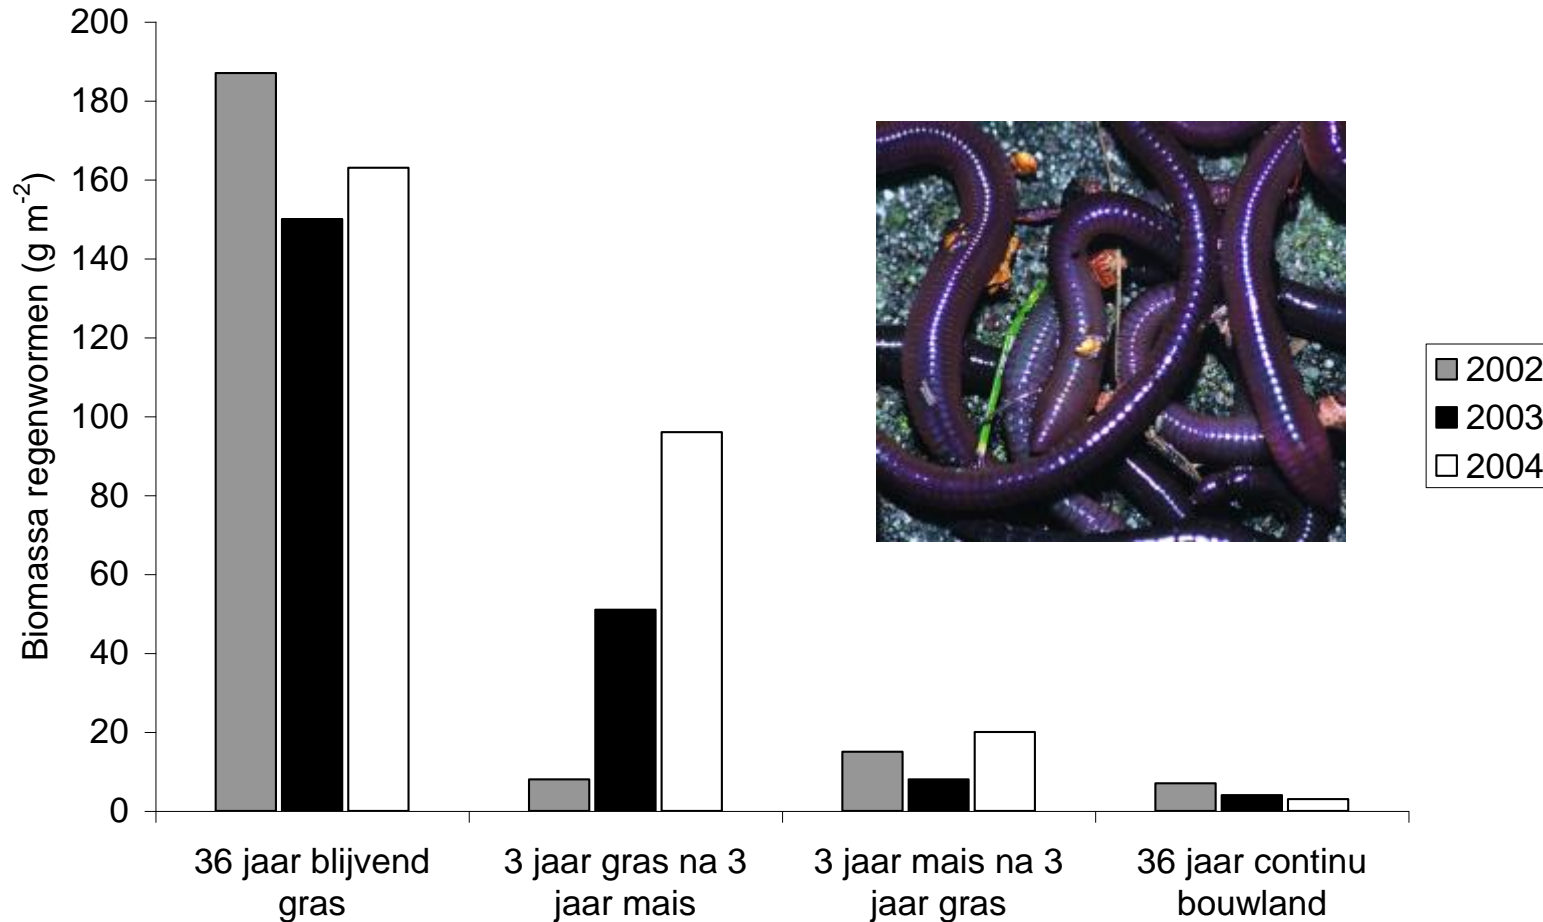 200
180
160
140
120
100
80
60
40
20
0
Biomassa regenwormen (g m⁻²)
36 jaar blijvend
gras
3 jaar gras na 3
jaar mais
3 jaar mais na 3
jaar gras
36 jaar continu
bouwland
2002
2003
2004